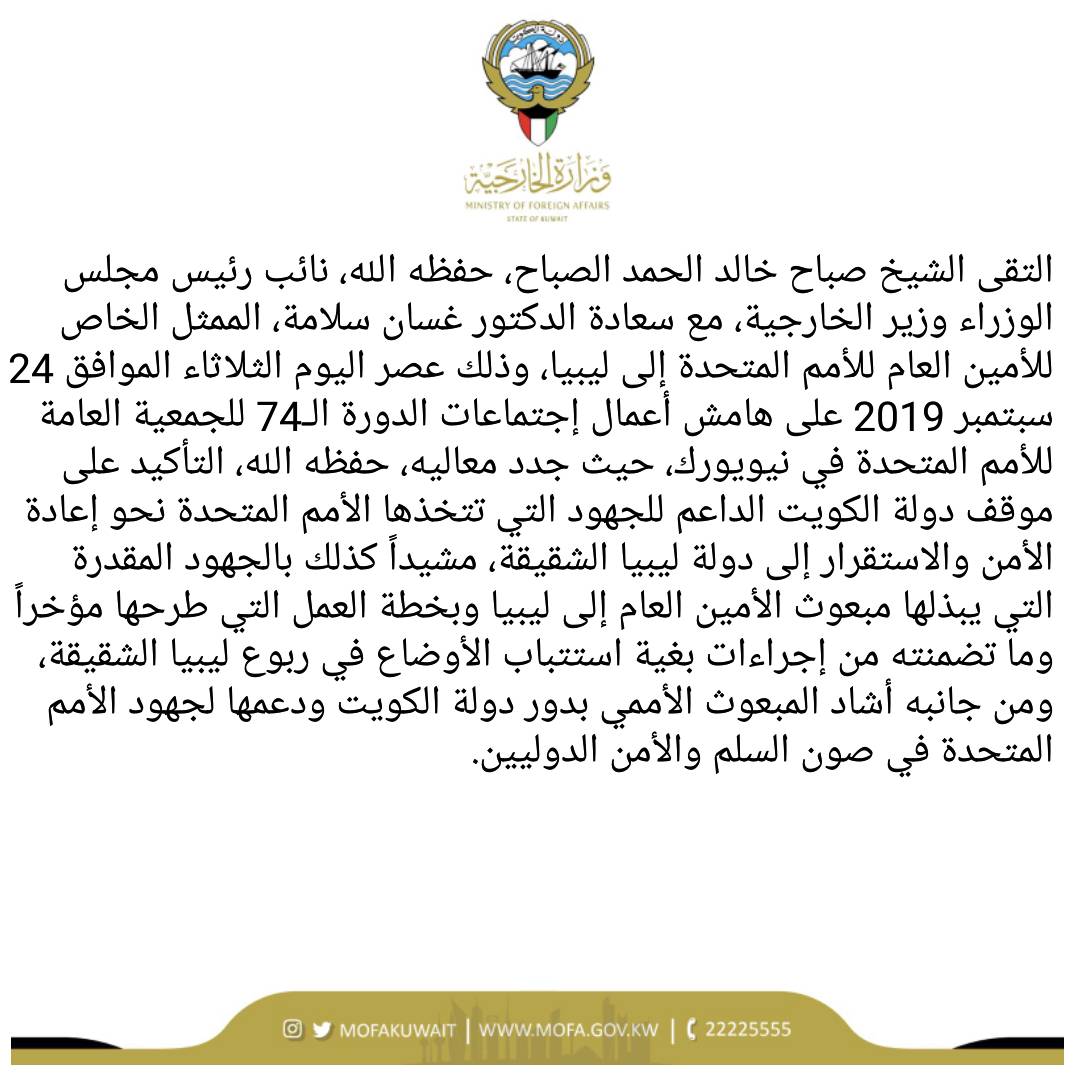 دولة الكويت
وزارة الخارجية
MINISTRY OF FOREIGN AFFAIRS
STATE OF KUWAIT
التقى الشيخ صباح خالد الحمد الصباح، حفظه الله، نائب رئيس مجلس
الوزراء وزير الخارجية، مع سعادة الدكتور غسان سلامة، الممثل الخاص
للأمين العام للأمم المتحدة إلى ليبيا، وذلك عصر اليوم الثلاثاء الموافق 24
سبتمبر 2019 على هامش أعمال إجتماعات الدورة الـ74 للجمعية العامة
للأمم المتحدة في نيويورك، حيث جدد معاليه، حفظه الله، التأكيد على
موقف دولة الكويت الداعم للجهود التي تتخذها الأمم المتحدة نحو إعادة
الأمن والاستقرار إلى دولة ليبيا الشقيقة، مشيداً كذلك بالجهود المقدرة
التي يبذلها مبعوث الأمين العام إلى ليبيا وبخطة العمل التي طرحها مؤخراً
وما تضمنته من إجراءات بغية استتباب الأوضاع في ربوع ليبيا الشقيقة،
ومن جانبه أشاد المبعوث الأممي بدور دولة الكويت ودعمها لجهود الأمم
المتحدة في صون السلم والأمن الدوليين.
MOFAKUWAIT | WWW.MOFA.GOV.KW | 22225555